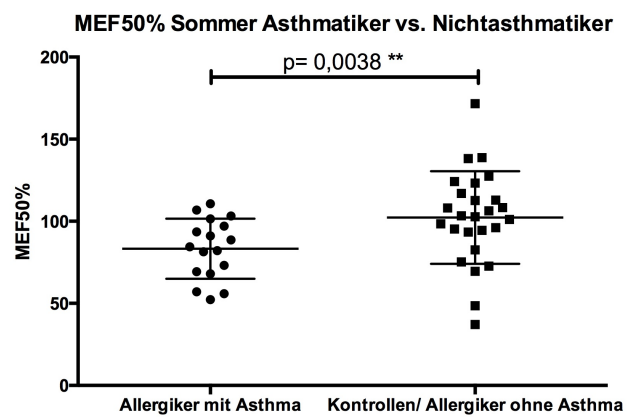 MEF50% Sommer Asthmatiker vs. Nichtasthmatiker
p= 0,0038 **
MEF50%
200
150
100
50
0
Allergiker mit Asthma
Kontrollen/ Allergiker ohne Asthma